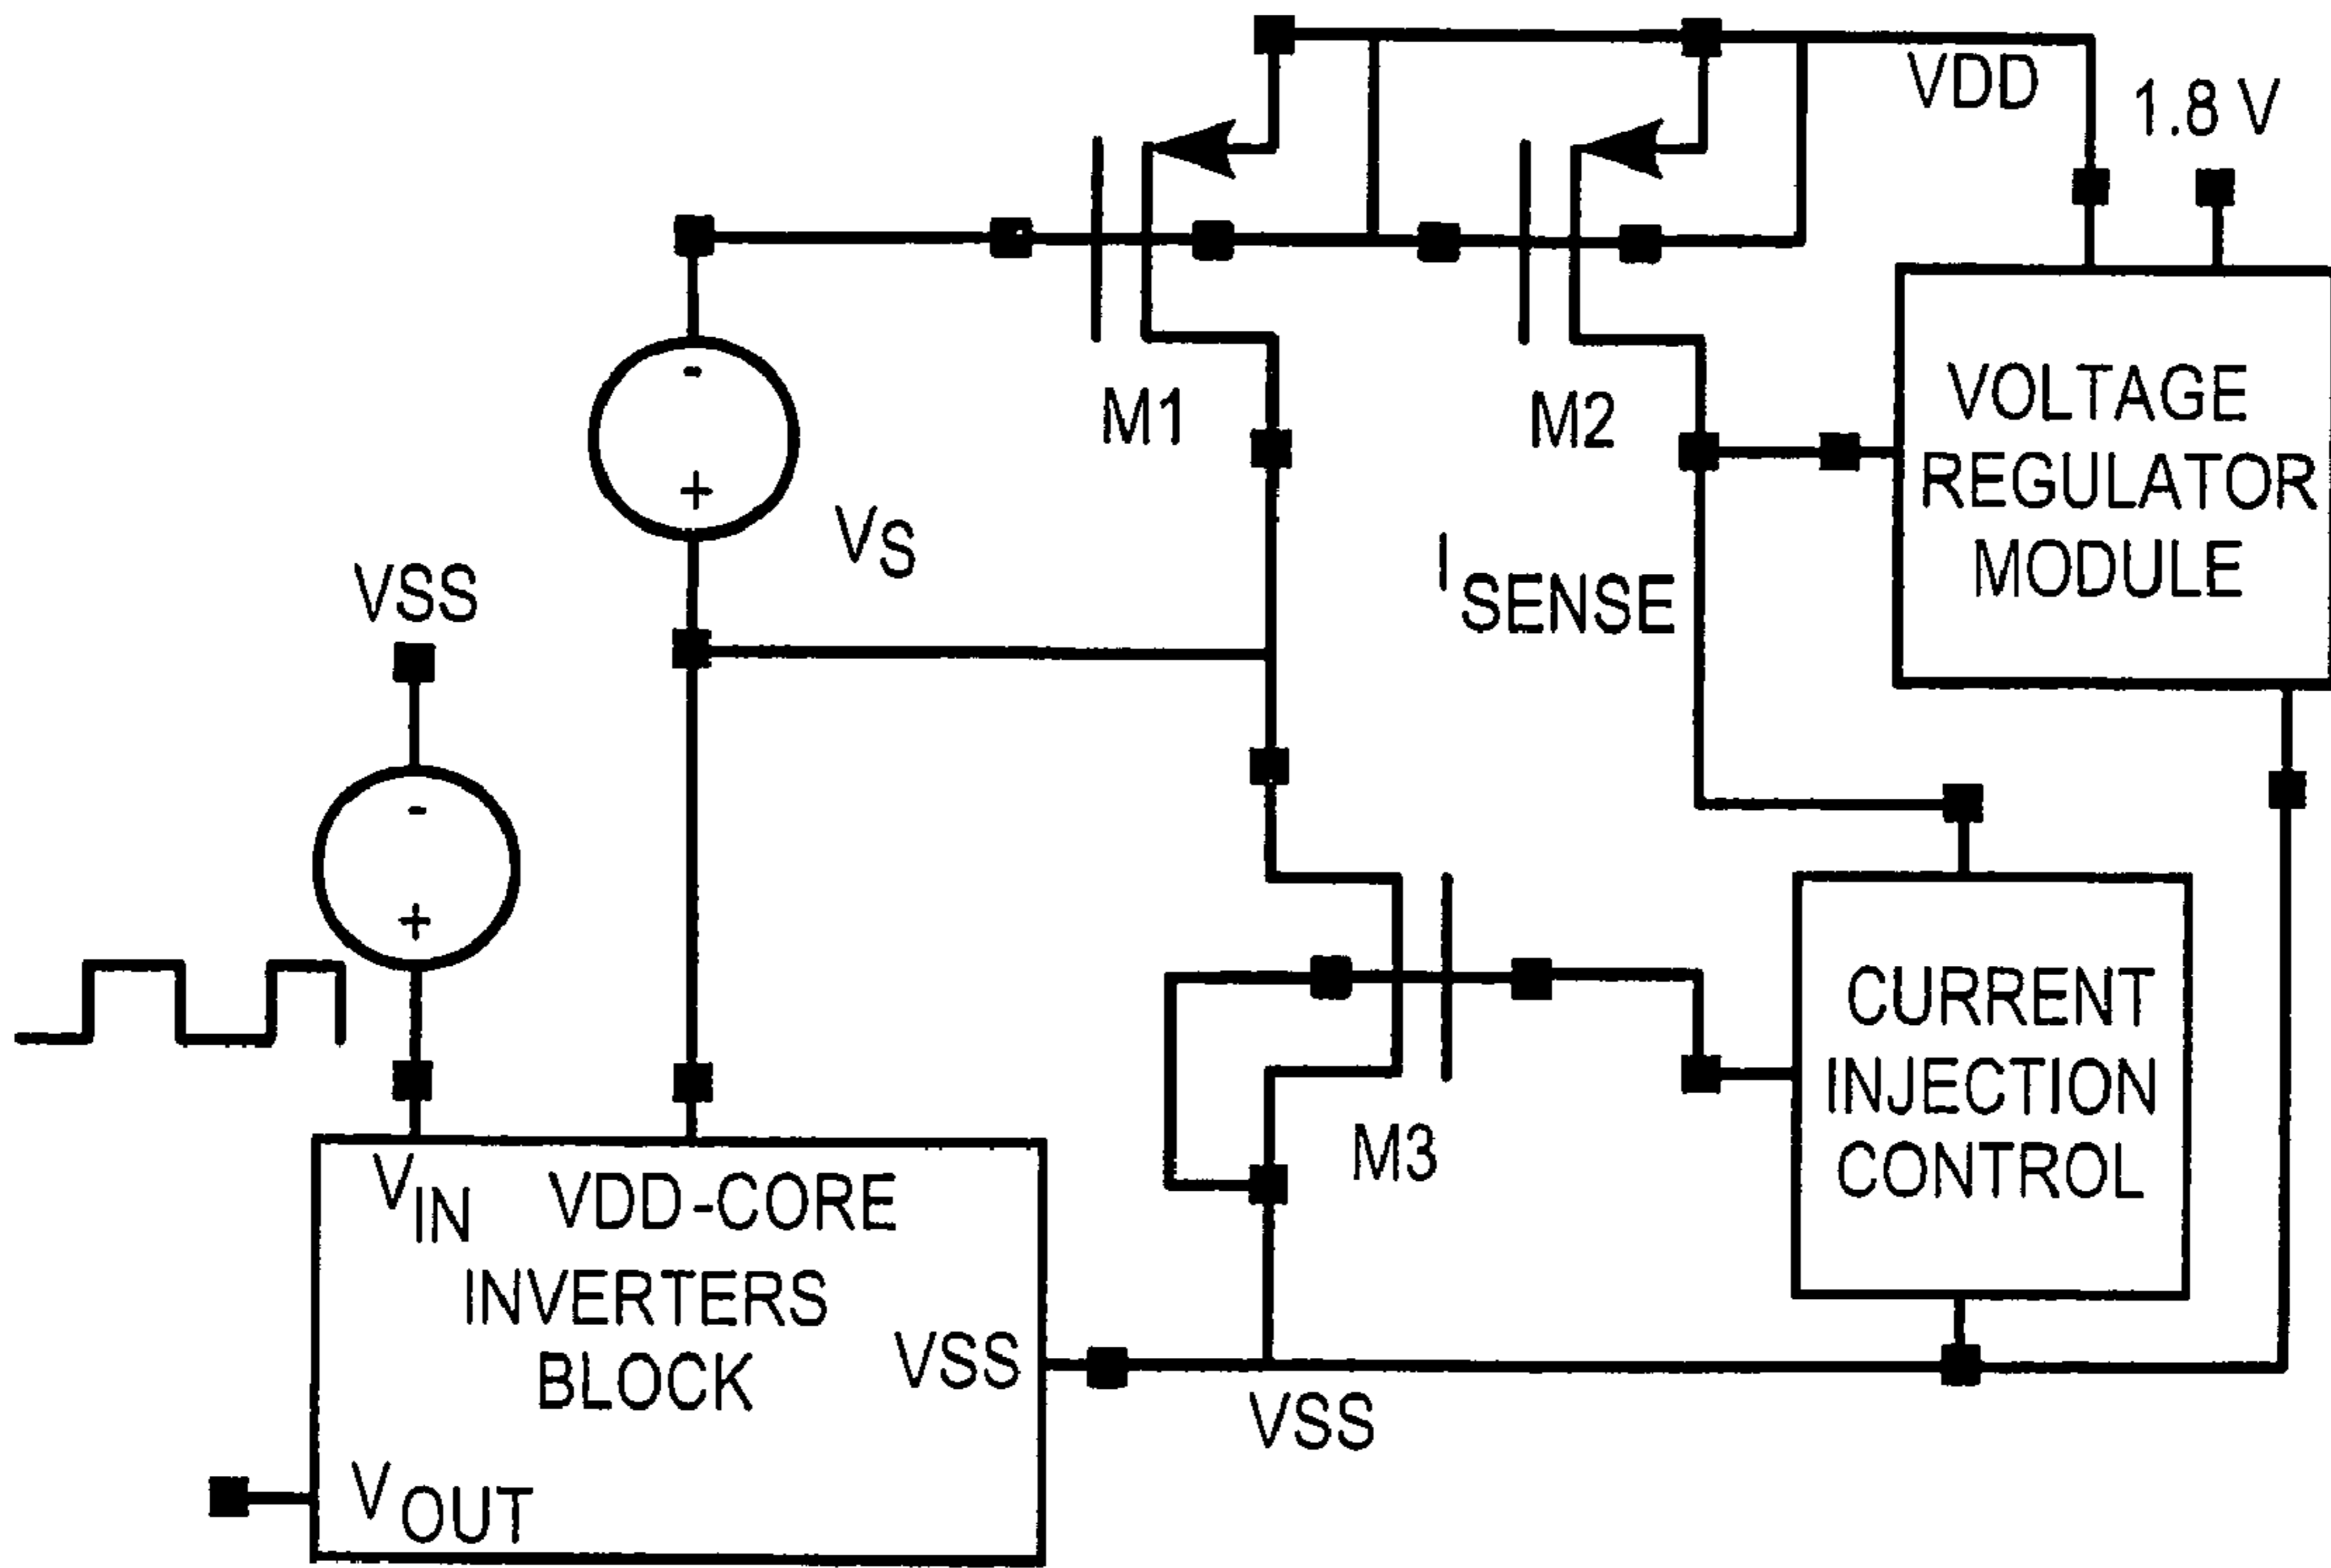 VDD
1.8 V
M1
M2
VOLTAGE
REGULATOR
MODULE
-
+
VS
ISENSE
VSS
-
+
CURRENT
INJECTION
CONTROL
M3
VIN
VDD-CORE
INVERTERS
BLOCK
VSS
VSS
VOUT